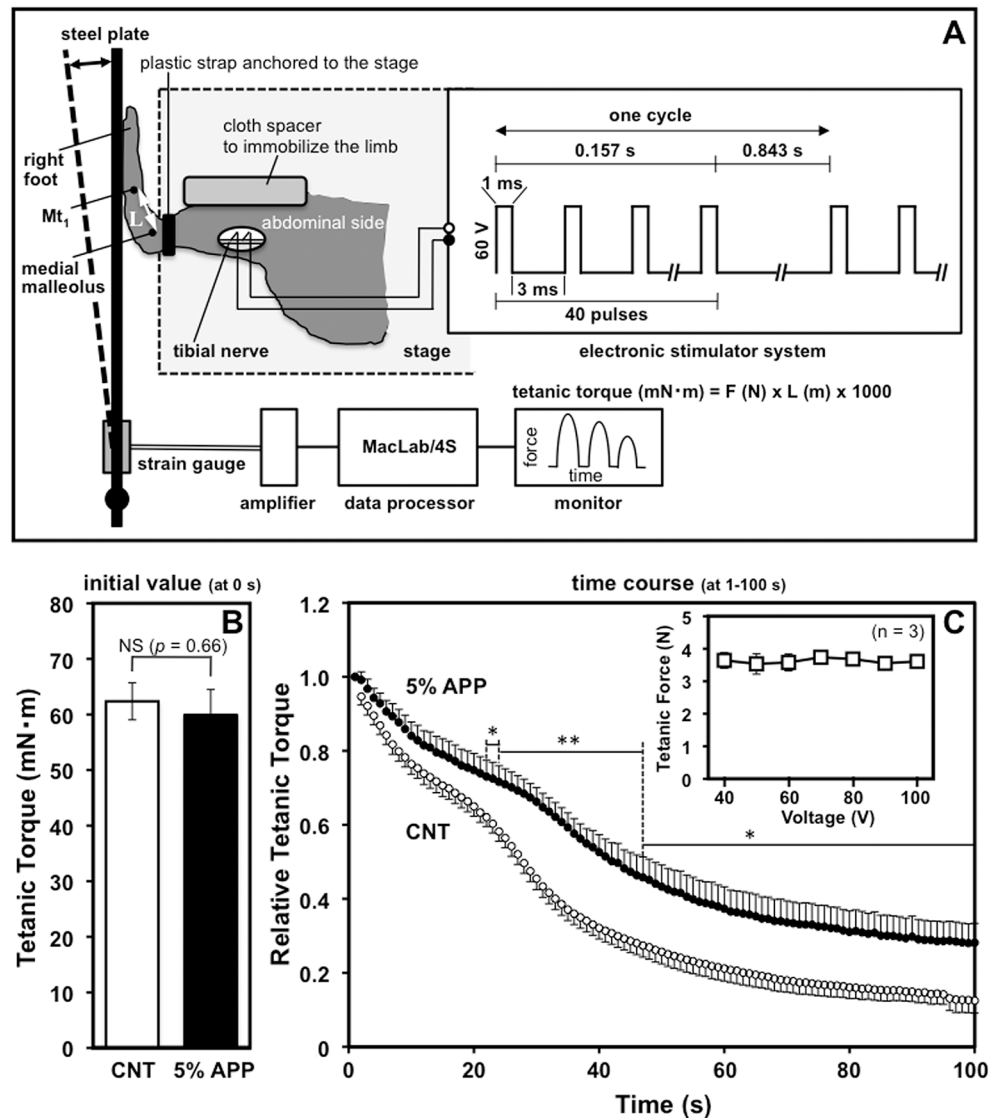 A
steel plate
plastic strap anchored to the stage
cloth spacer
to immobilize the limb
right
foot
Mt1
L
medial
malleolus
abdominal side
tibial nerve
stage
one cycle
0.157 s
0.843 s
1 ms
60 V
3 ms
40 pulses
electronic stimulator system
tetanic torque (mN·m) = F (N) x L (m) x 1000
strain gauge
amplifier
MacLab/4S
data processor
force
time
monitor
initial value (at 0 s)
B
NS (p = 0.66)
Tetanic Torque (mN·m)
80
70
60
50
40
30
20
10
0
CNT
5% APP
time course (at 1-100 s)
C
Relative Tetanic Torque
1.2
1.0
0.8
0.6
0.4
0.2
0
5% APP
CNT
*
**
*
(n = 3)
Tetanic Force (N)
5
4
3
2
1
0
40
60
80
100
Voltage (V)
0
20
40
60
80
100
Time (s)